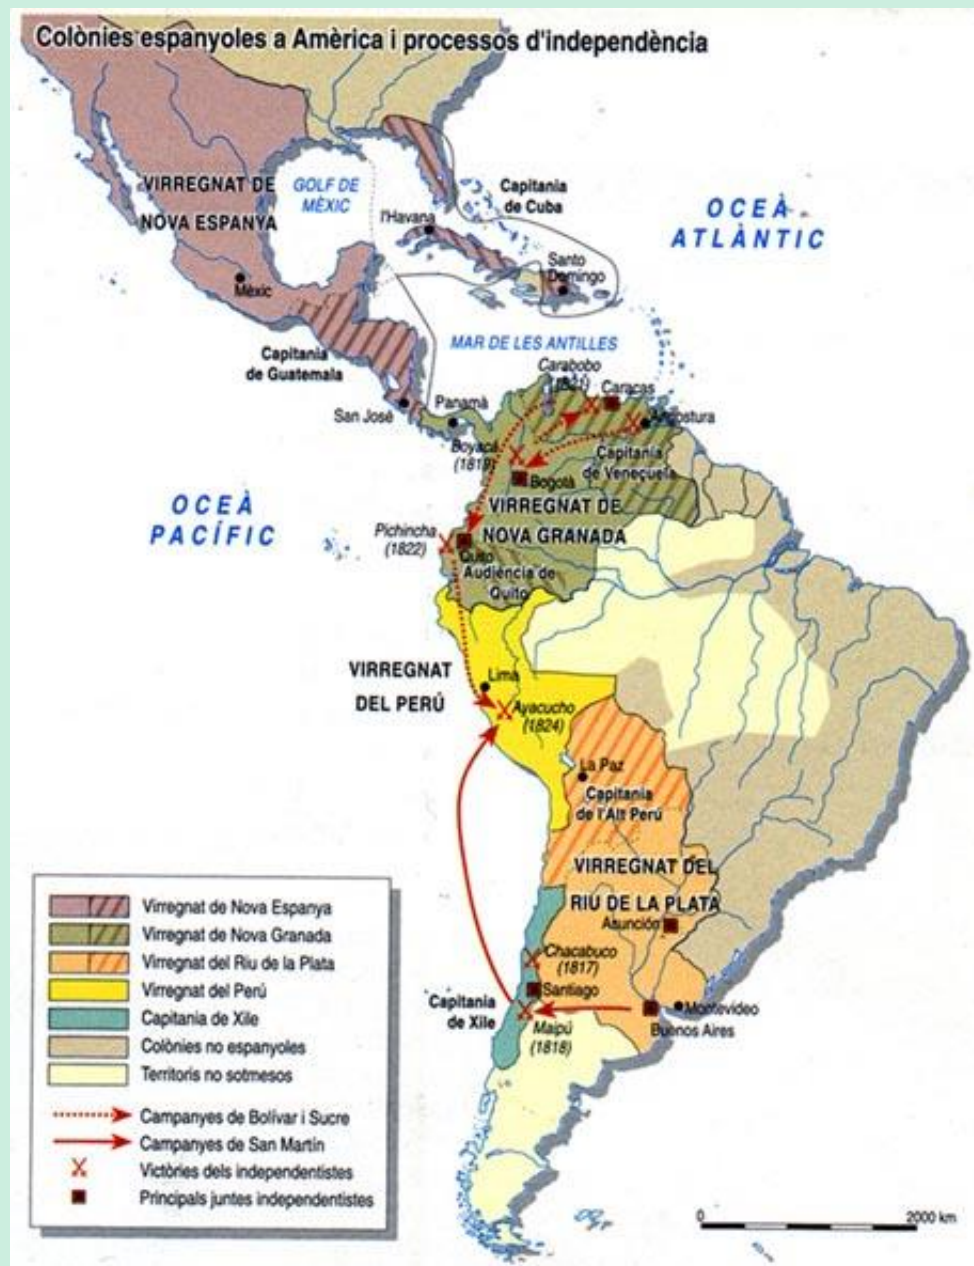 Colònies espanyoles a Amèrica i processos d'independència
VIRREGNAT DE
NOVA ESPANYA
GOLF DE
MÈXIC
Capitania
de Cuba
l'Havana
OCEÀ
ATLÀNTIC
Santo
Domingo
Mèxic
MAR DE LES ANTILLES
Capitania
de Guatemala
Carabobo
(1821)
Caracas
San José
Panamà
Angostura
Boyacá
(1819)
Capitania
de Veneçuela
Bogotà
OCEÀ
PACÍFIC
VIRREGNAT DE
NOVA GRANADA
Pichincha
(1822)
Quito
Audiència de
Quito
VIRREGNAT
DEL PERÚ
Lima
Ayacucho
(1824)
La Paz
Capitania
de l'Alt Perú
VIRREGNAT DEL
RIU DE LA PLATA
Asunción
Chacabuco
(1817)
Santiago
Capitania
de Xile
Maipú
(1818)
Montevideo
Buenos Aires
Virregnat de Nova Espanya
Virregnat de Nova Granada
Virregnat del Riu de la Plata
Virregnat del Perú
Capitania de Xile
Colònies no espanyoles
Territoris no sotmesos
Campanyes de Bolívar i Sucre
Campanyes de San Martín
Victòries dels independentistes
Principals juntes independentistes
0
2000 km